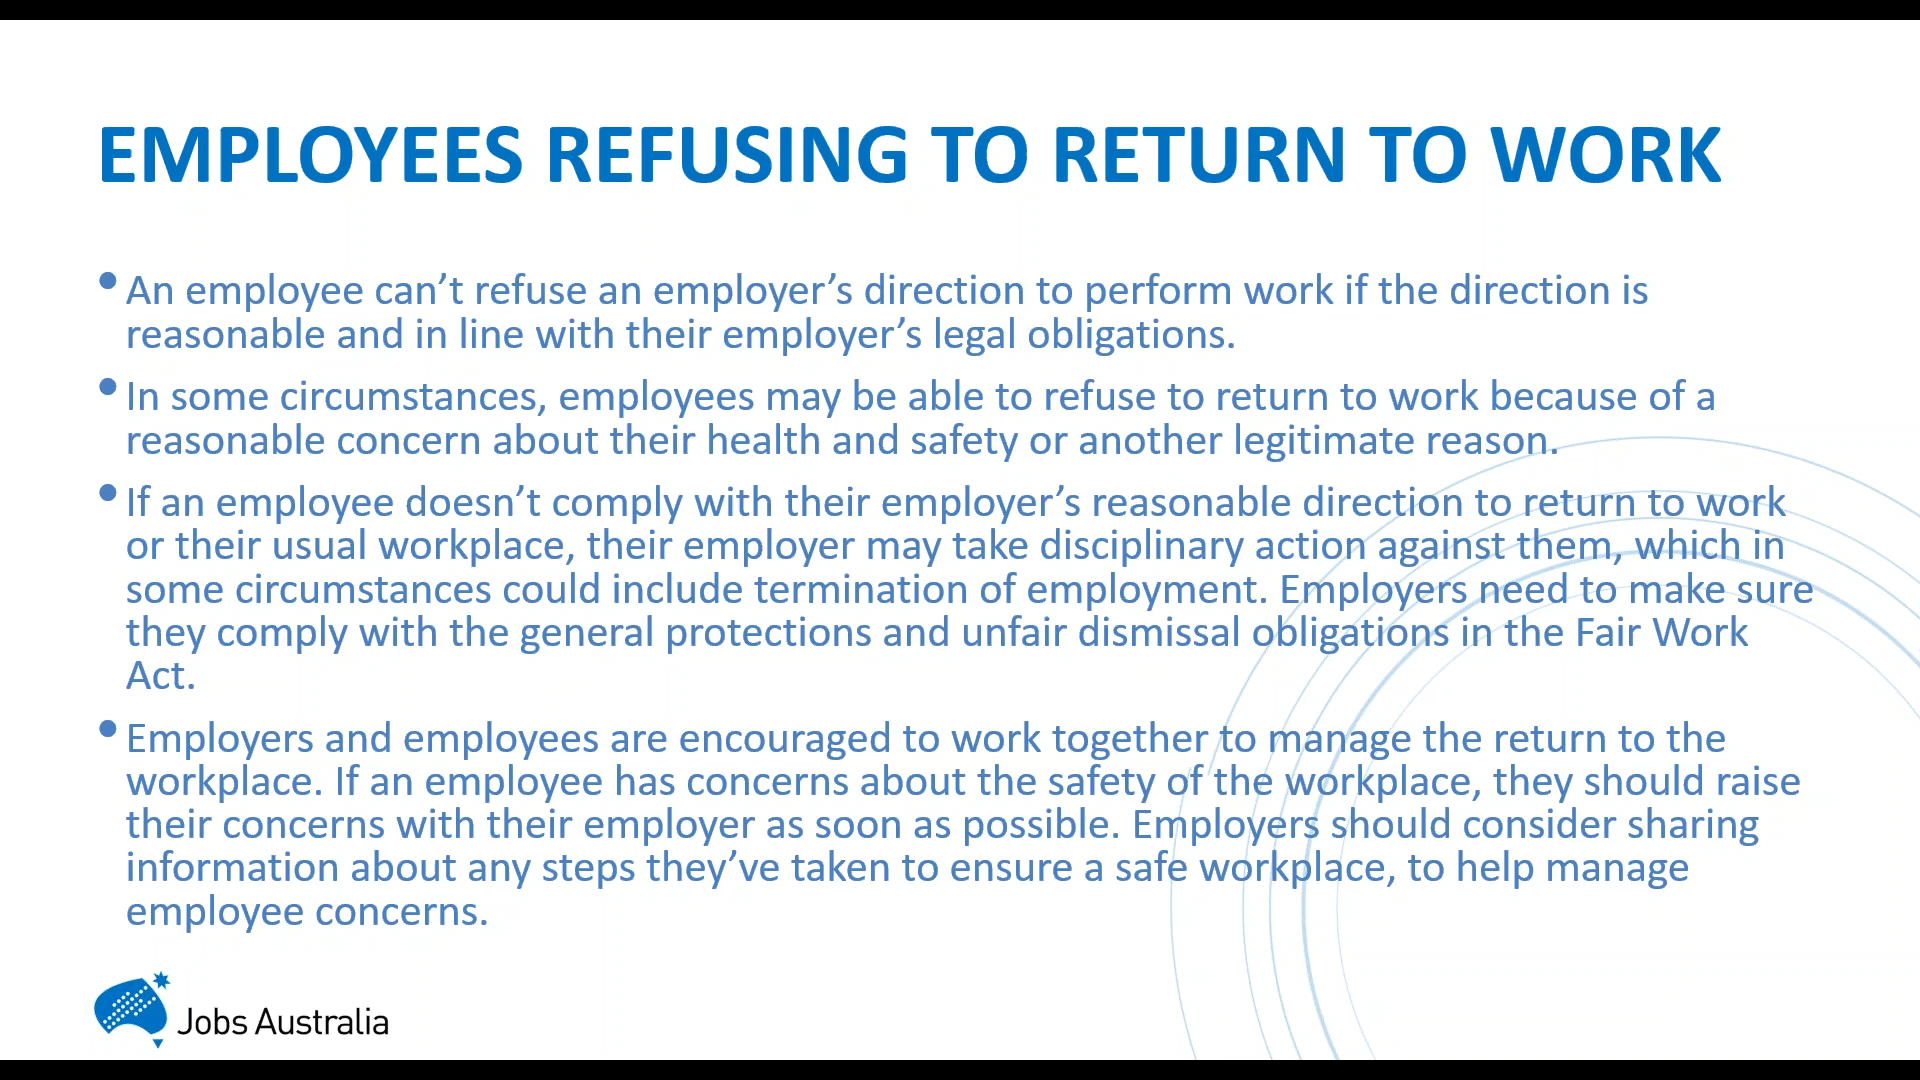 EMPLOYEES REFUSING TO RETURN TO WORK
• An employee can’t refuse an employer’s direction to perform work if the direction is
reasonable and in line with their employer’s legal obligations.
• In some circumstances, employees may be able to refuse to return to work because of a
reasonable concern about their health and safety or another legitimate reason.
• If an employee doesn’t comply with their employer’s reasonable direction to return to work
or their usual workplace, their employer may take disciplinary action against them, which in
some circumstances could include termination of employment. Employers need to make sure
they comply with the general protections and unfair dismissal obligations in the Fair Work
Act.
• Employers and employees are encouraged to work together to manage the return to the
workplace. If an employee has concerns about the safety of the workplace, they should raise
their concerns with their employer as soon as possible. Employers should consider sharing
information about any steps they’ve taken to ensure a safe workplace, to help manage
employee concerns.
Jobs Australia